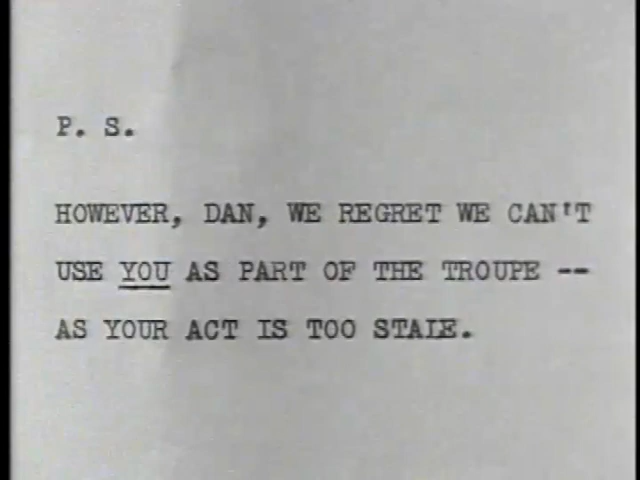 P. S.
HOWEVER, DAN, WE REGRET WE CAN'T
USE YOU AS PART OF THE TROUPE --
AS YOUR ACT IS TOO STALE.